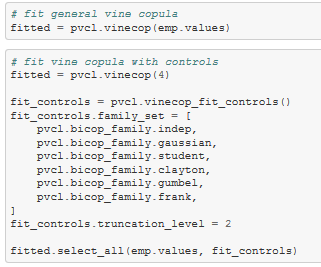 # fit general vine copula
fitted = pvcl.vinecop(emp.values)
# fit vine copula with controls
fitted = pvcl.vinecop(4)
fit_controls = pvcl.vinecop_fit_controls()
fit_controls.family_set = [
    pvcl.bicop_family.indep,
    pvcl.bicop_family.gaussian,
    pvcl.bicop_family.student,
    pvcl.bicop_family.clayton,
    pvcl.bicop_family.gumbel,
    pvcl.bicop_family.frank,
]
fit_controls.truncation_level = 2
fitted.select_all(emp.values, fit_controls)